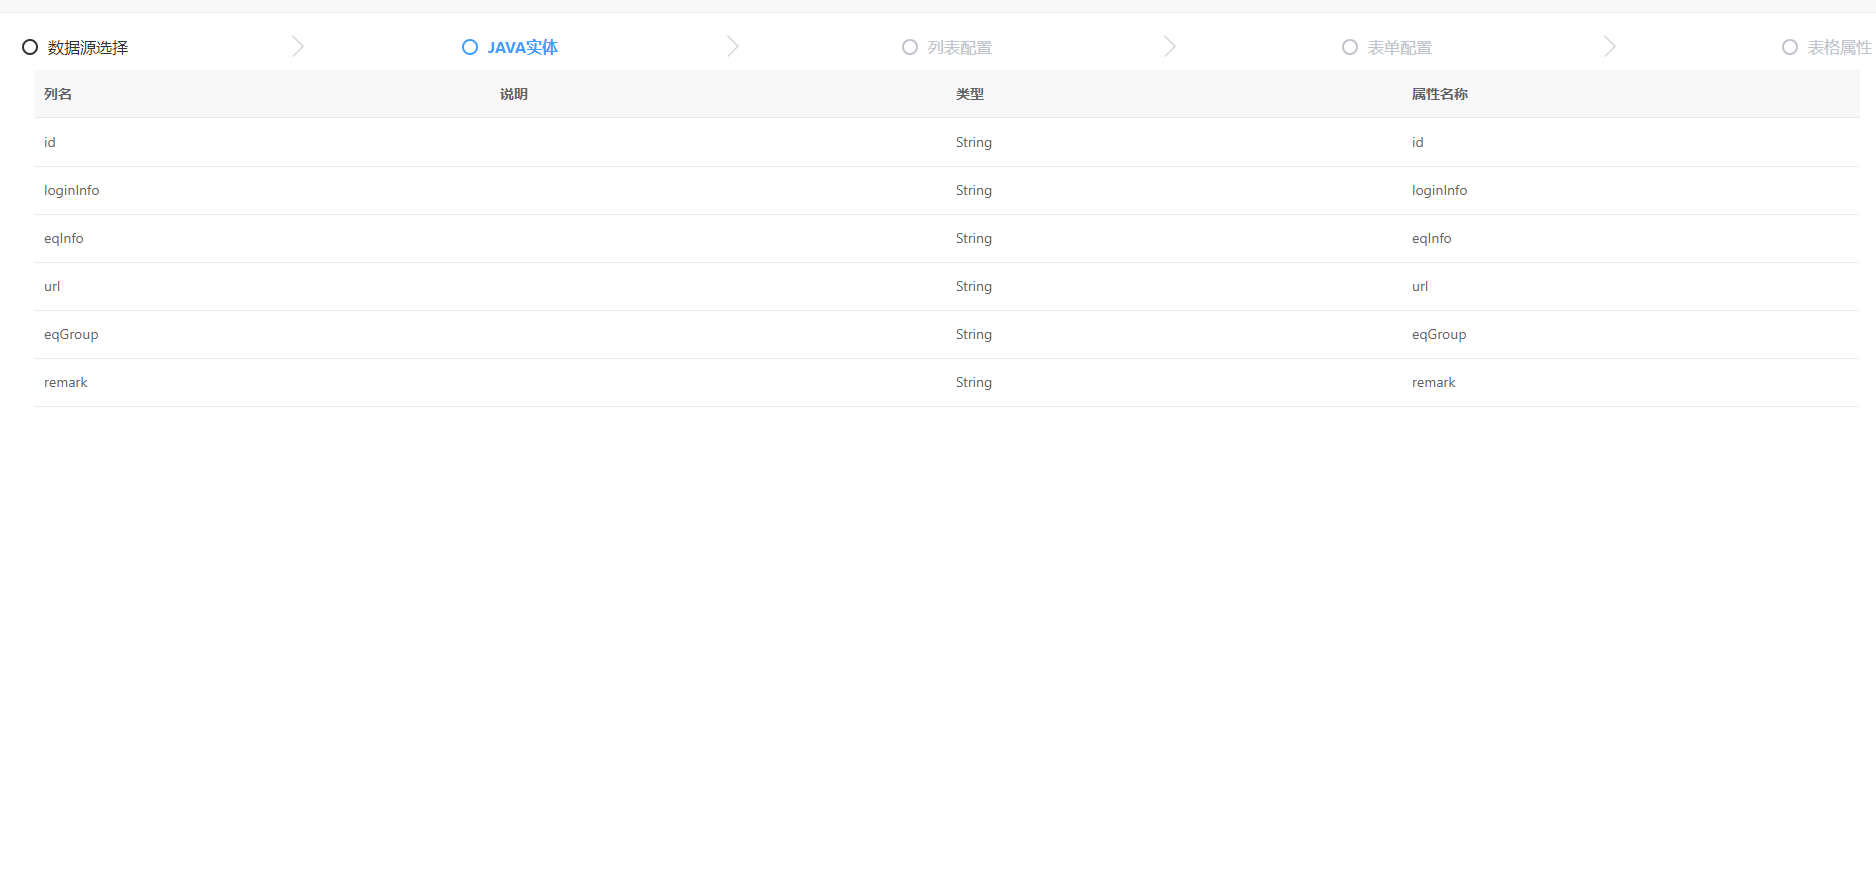 数据源选择 JAVA实体 列表配置 表单配置 表格属性
列名 说明 类型 属性名称
id String id
loginInfo String loginInfo
eqInfo String eqInfo
url String url
eqGroup String eqGroup
remark String remark